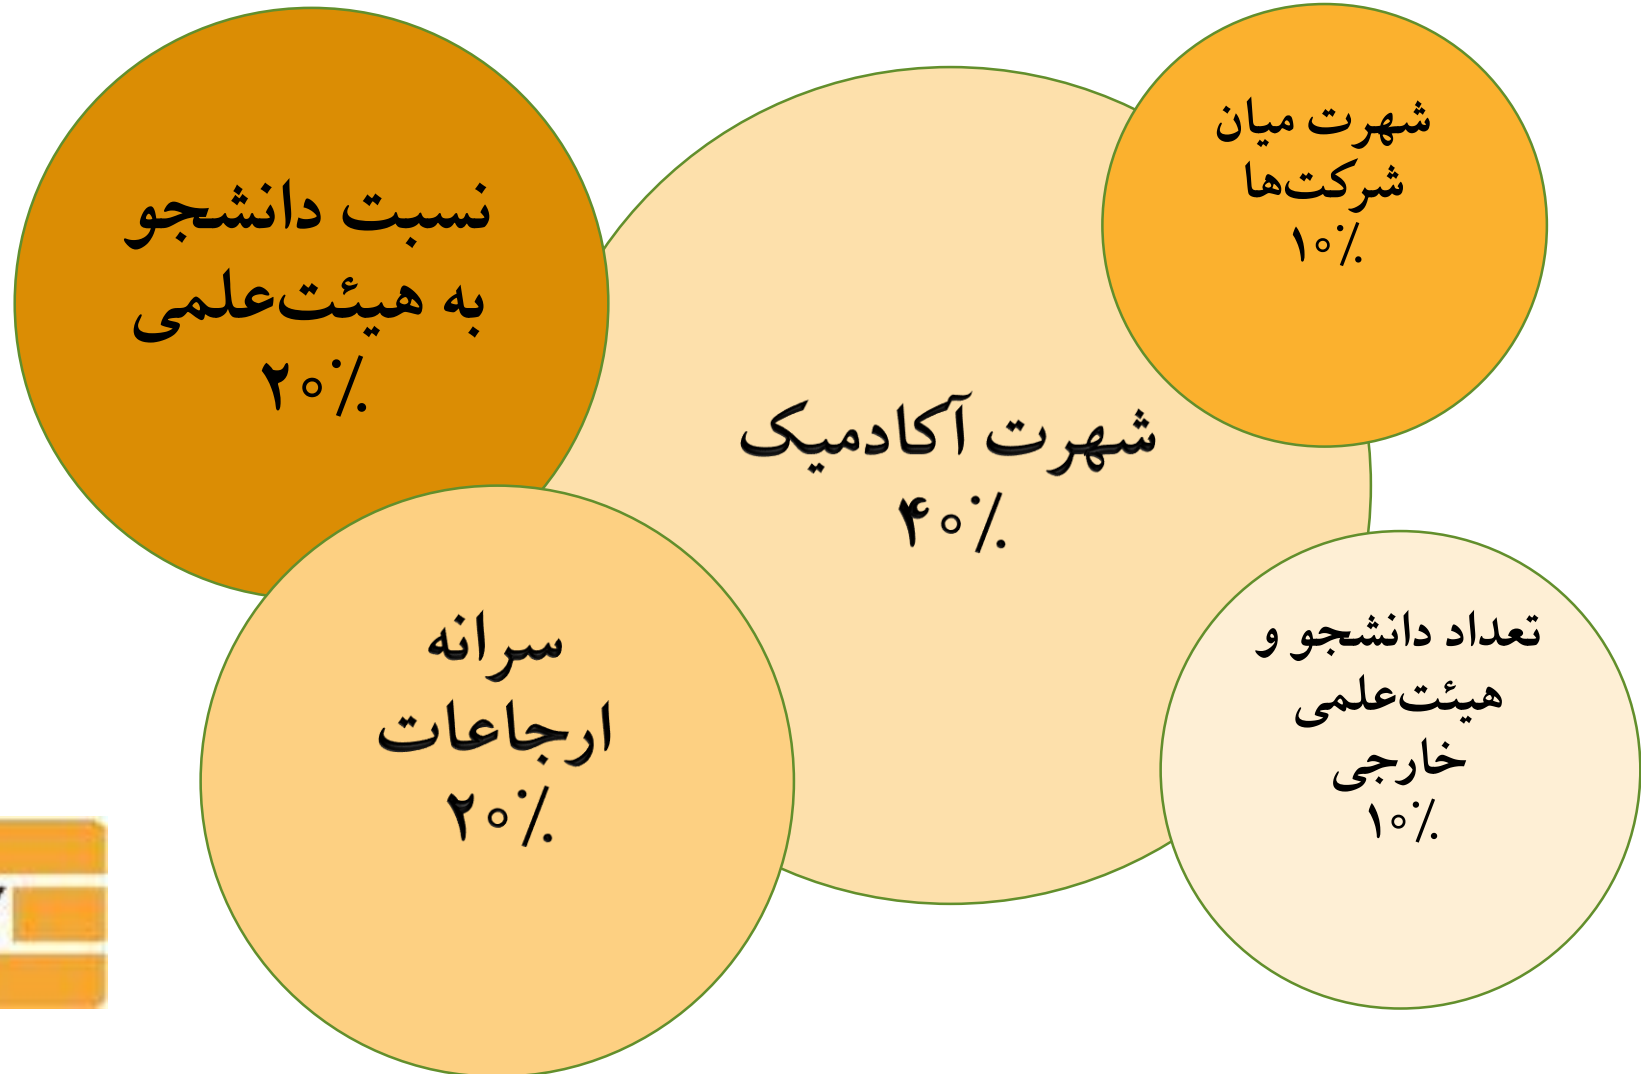 شهرت میان
شرکت‌ها
۱۰٪
نسبت دانشجو
به هیئت‌علمی
۲۰٪
شهرت آکادمیک
۴۰٪
تعداد دانشجو و
هیئت‌علمی
خارجی
۱۰٪
سرانه
ارجاعات
۲۰٪